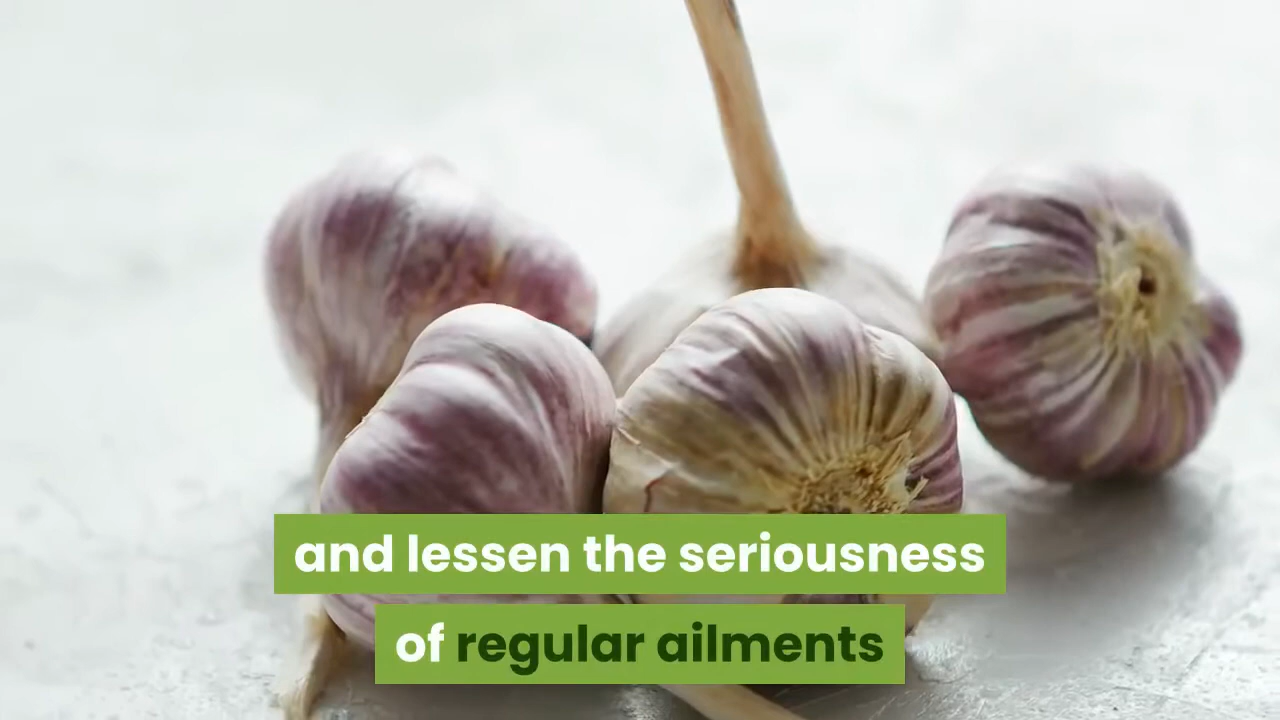 and lessen the seriousness
of regular ailments